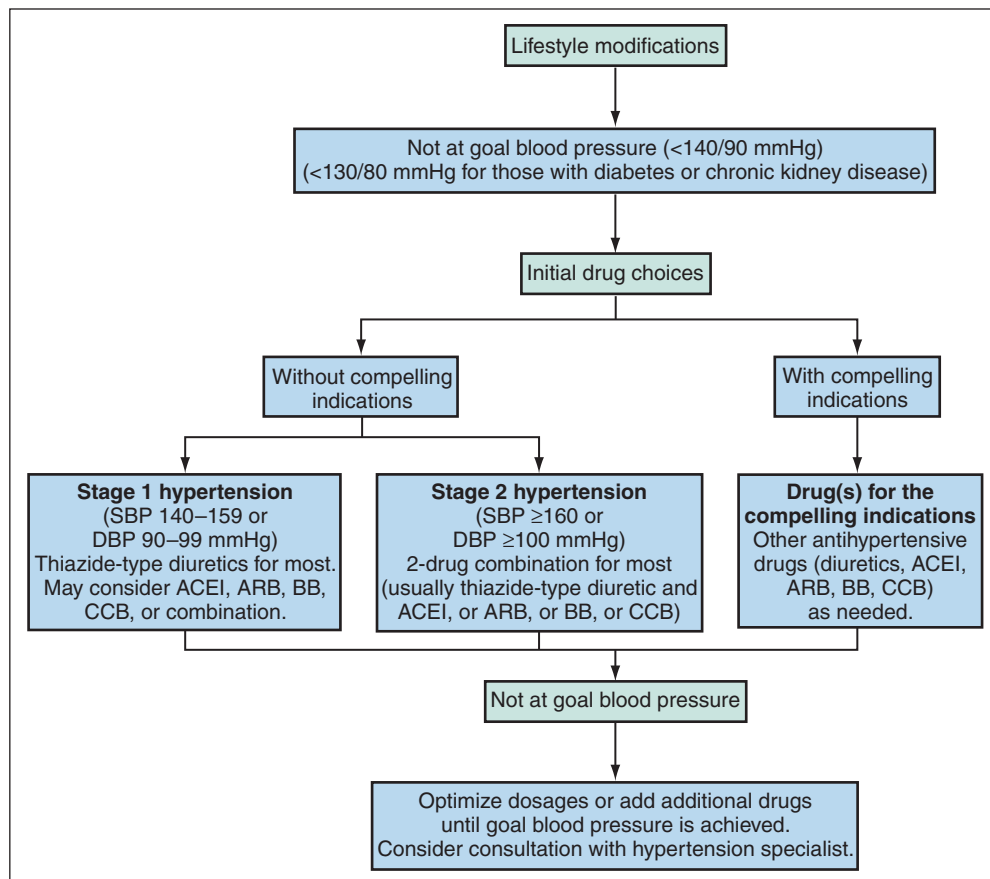 Lifestyle modifications
Not at goal blood pressure (<140/90 mmHg)
(<130/80 mmHg for those with diabetes or chronic kidney disease)
Initial drug choices
Without compelling
indications
With compelling
indications
Stage 1 hypertension
(SBP 140–159 or
DBP 90–99 mmHg)
Thiazide-type diuretics for most.
May consider ACEI, ARB, BB,
CCB, or combination.
Stage 2 hypertension
(SBP ≥160 or
DBP ≥100 mmHg)
2-drug combination for most
(usually thiazide-type diuretic and
ACEI, or ARB, or BB, or CCB)
Drug(s) for the
compelling indications
Other antihypertensive
drugs (diuretics, ACEI,
ARB, BB, CCB)
as needed.
Not at goal blood pressure
Optimize dosages or add additional drugs
until goal blood pressure is achieved.
Consider consultation with hypertension specialist.